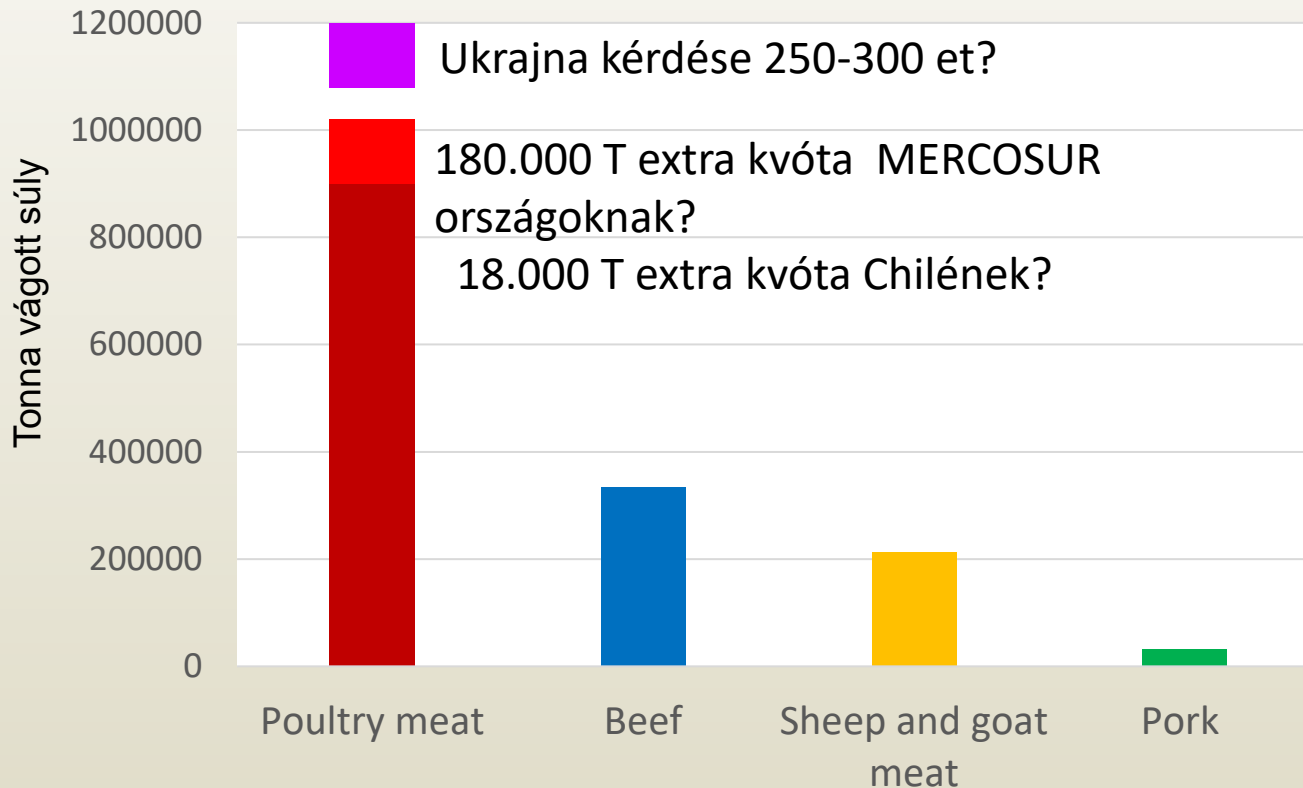 Tonna vágott súly
1200000
1000000
800000
600000
400000
200000
0
Ukrajna kérdése 250-300 et?
180.000 T extra kvóta MERCOSUR
országoknak?
18.000 T extra kvóta Chilének?
Poultry meat
Beef
Sheep and goat
meat
Pork